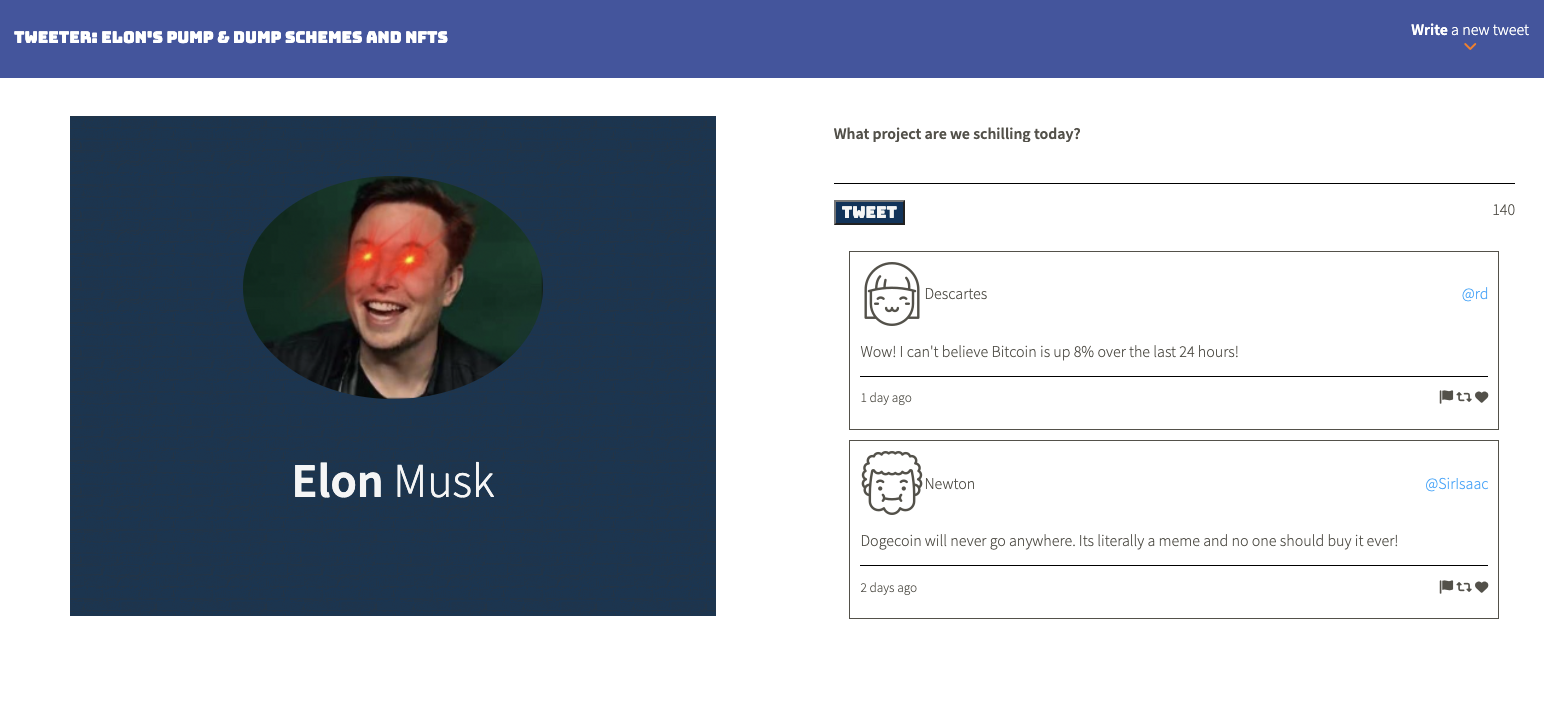 TWEETER: ELON'S PUMP & DUMP SCHEMES AND NFTS
Write a new tweet
Elon Musk
What project are we schilling today?
TWEET
140
Descartes
@rd
Wow! I can't believe Bitcoin is up 8% over the last 24 hours!
1 day ago
Newton
@SirIsaac
Dogecoin will never go anywhere. Its literally a meme and no one should buy it ever!
2 days ago